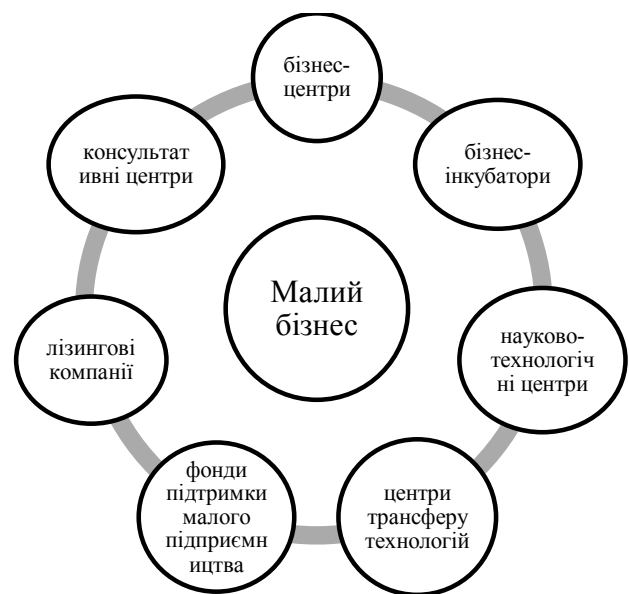 бізнес-
центри
консультат
ивні центри
бізнес-
інкубатори
Малий
бізнес
лізингові
компанії
науково-
технологіч
ні центри
фонди
підтримки
малого
підприємн
ицтва
центри
трансферу
технологій